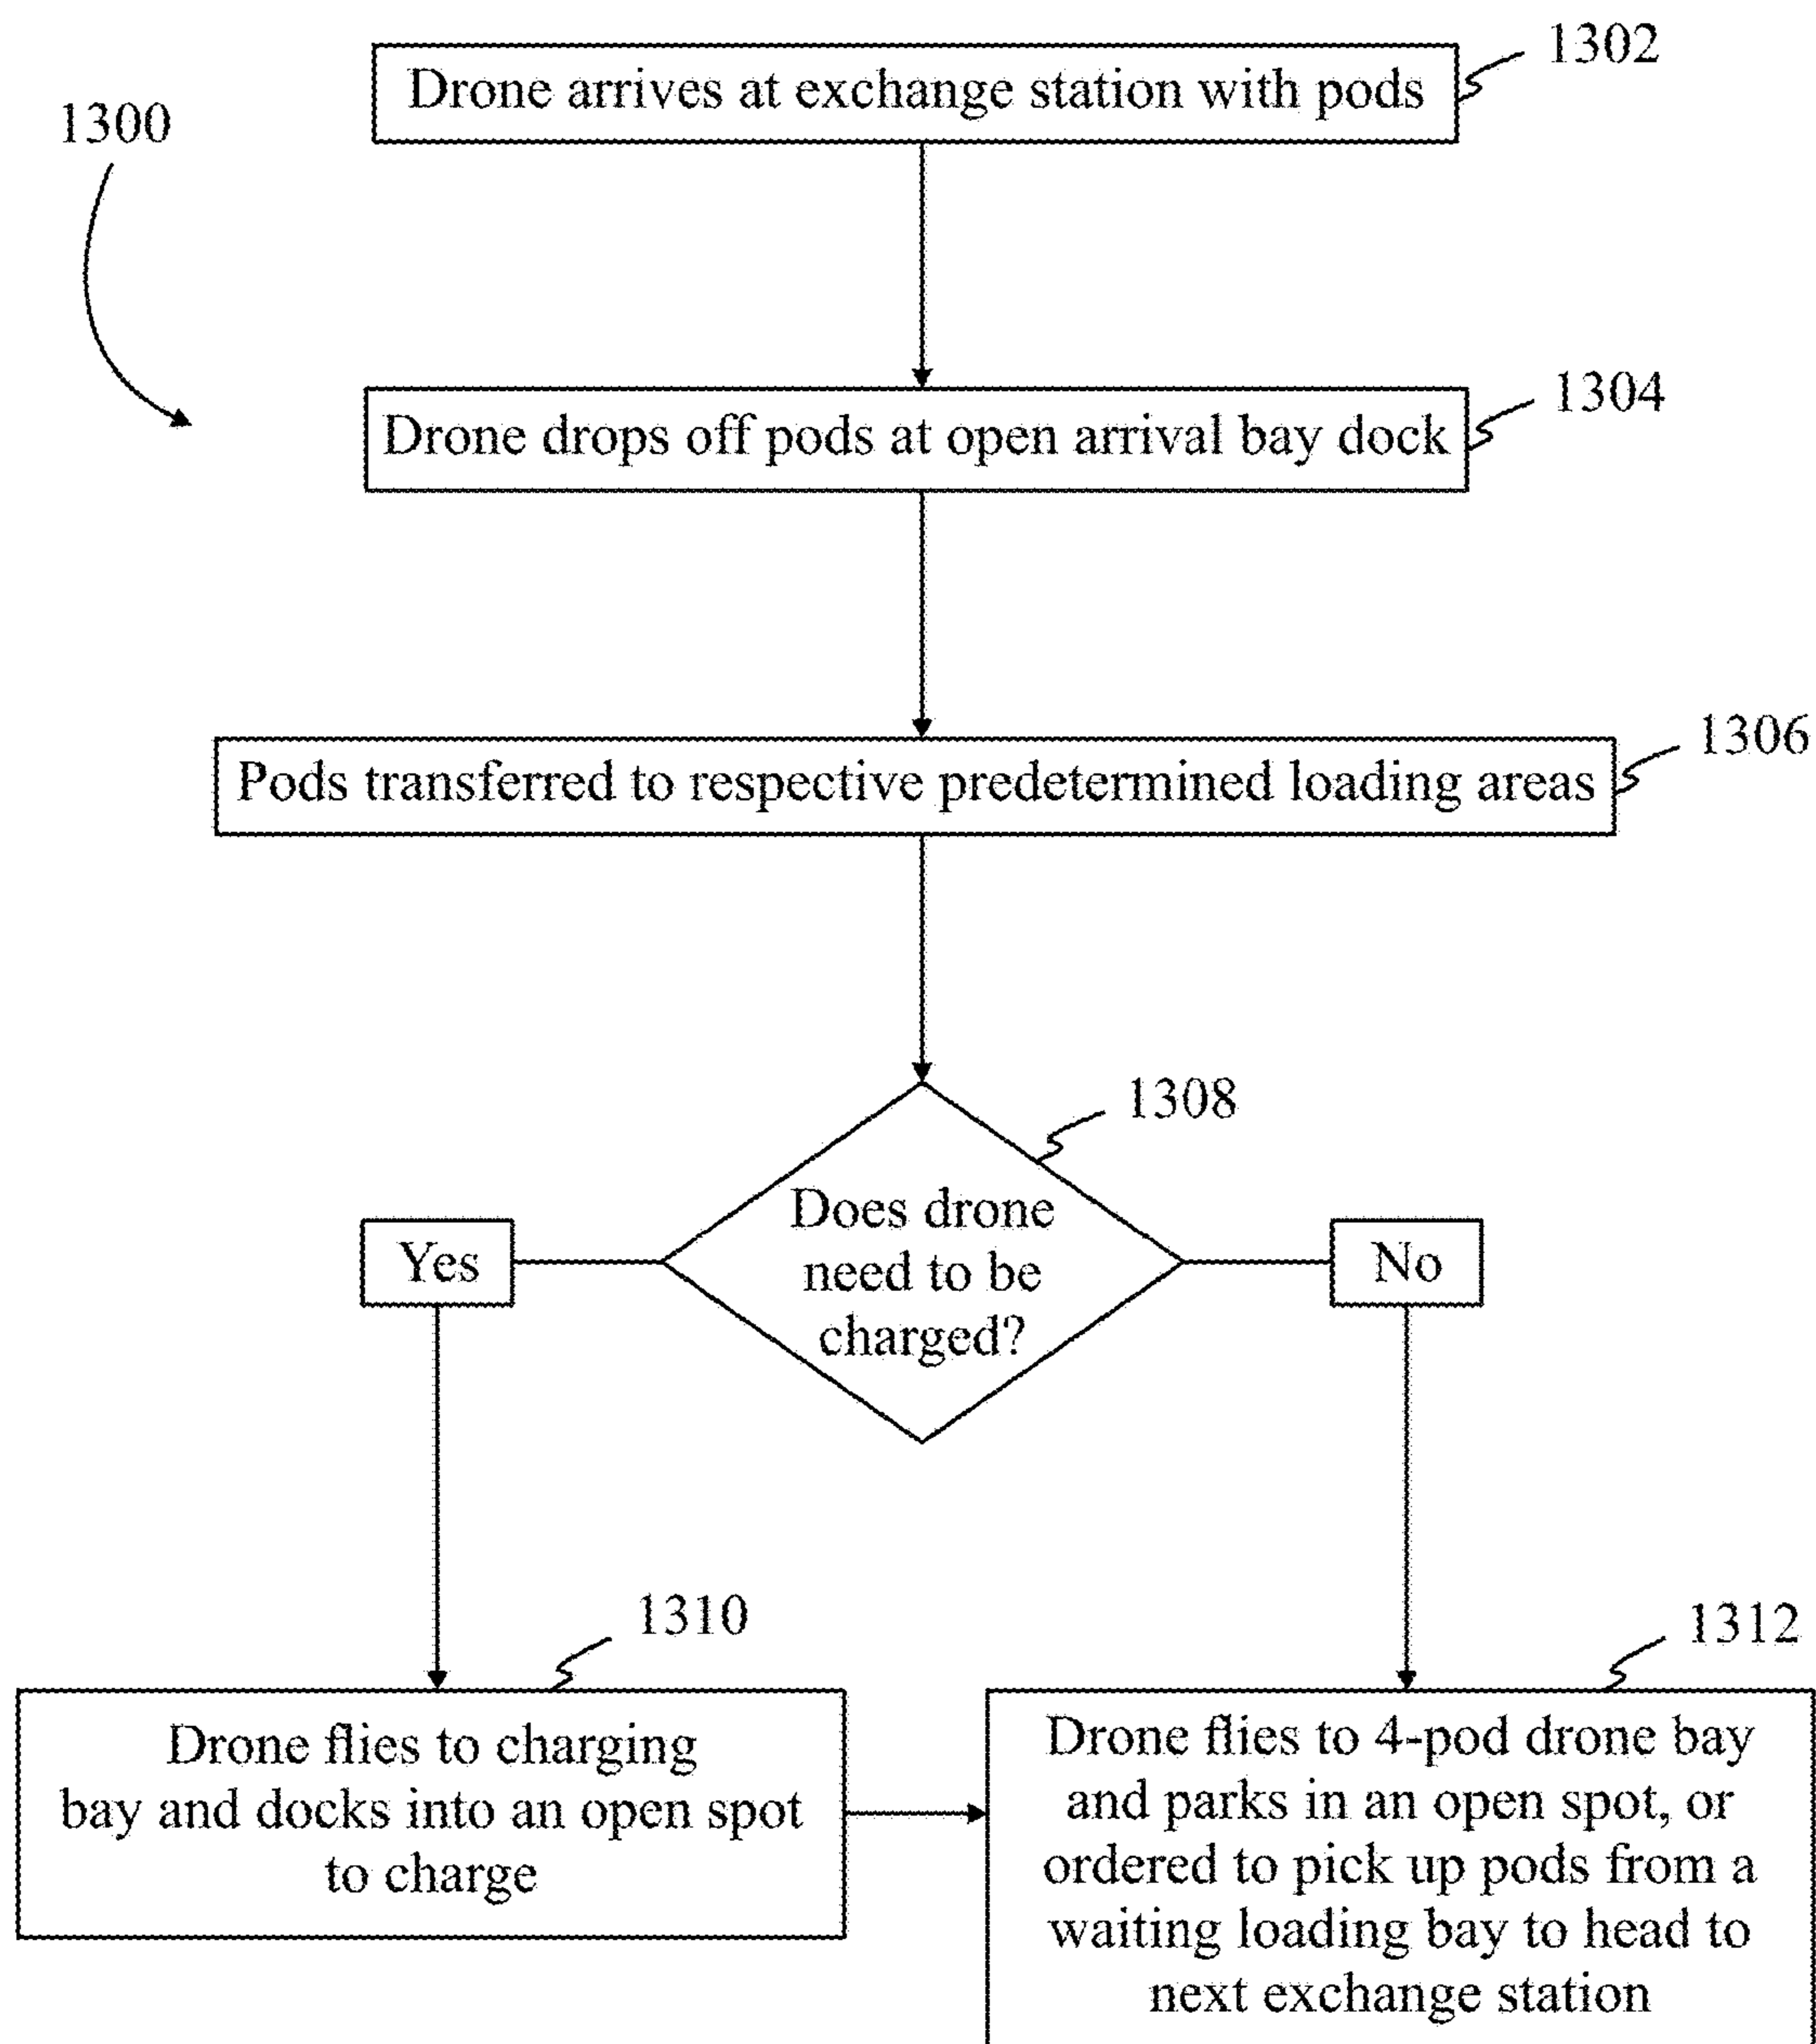 1300
1302
Drone arrives at exchange station with pods
1304
Drone drops off pods at open arrival bay dock
1306
Pods transferred to respective predetermined loading areas
1308
Does drone
need to be
charged?
Yes
No
1310
Drone flies to charging
bay and docks into an open spot
to charge
1312
Drone flies to 4-pod drone bay
and parks in an open spot, or
ordered to pick up pods from a
waiting loading bay to head to
next exchange station